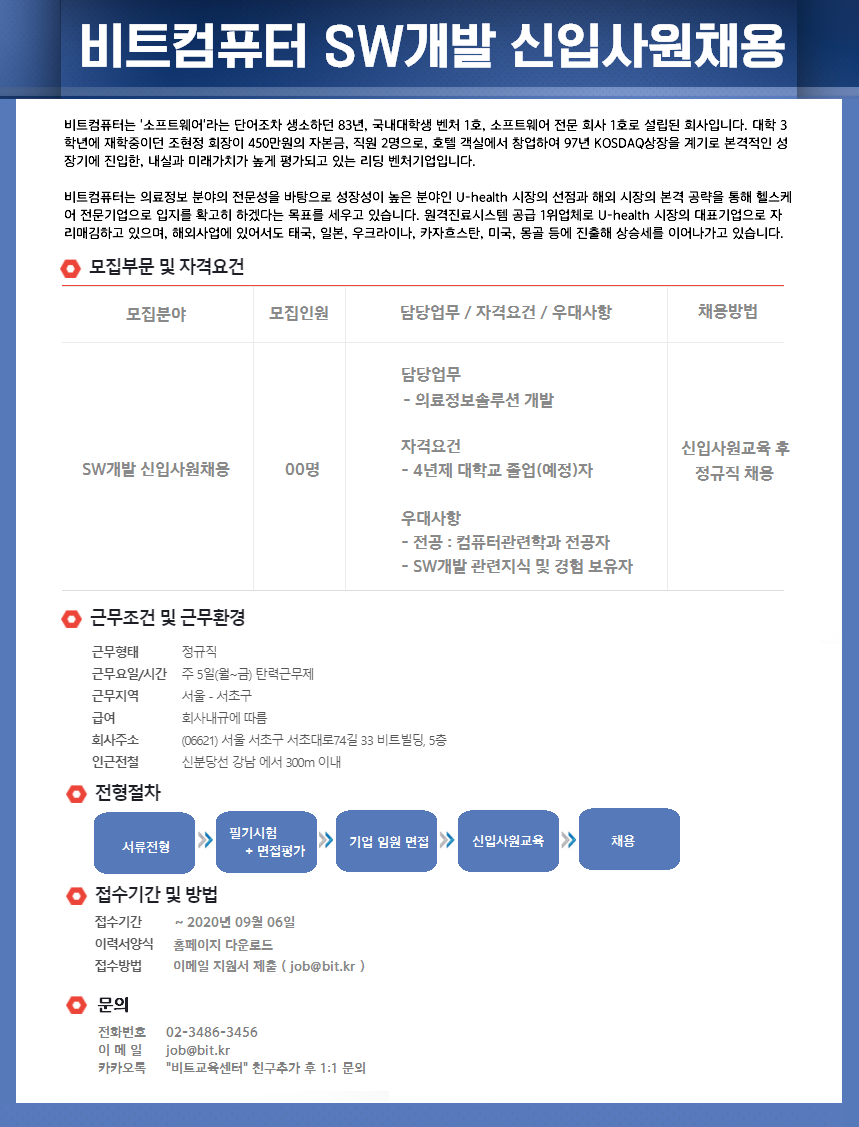 비트컴퓨터 SW개발 신입사원채용
비트컴퓨터는 '소프트웨어'라는 단어조차 생소하던 83년, 국내대학생 벤처 1호, 소프트웨어 전문 회사 1호로 설립된 회사입니다. 대학 3
학년에 재학중이던 조현정 회장이 450만원의 자본금, 직원 2명으로, 호텔 객실에서 창업하여 97년 KOSDAQ상장을 계기로 본격적인 성
장기에 진입한, 내실과 미래가치가 높게 평가되고 있는 리딩 벤처기업입니다.
비트컴퓨터는 의료정보 분야의 전문성을 바탕으로 성장성이 높은 분야인 U-health 시장의 선점과 해외 시장의 본격 공략을 통해 헬스케
어 전문기업으로 입지를 확고히 하겠다는 목표를 세우고 있습니다. 원격진료시스템 공급 1위업체로 U-health 시장의 대표기업으로 자
리매김하고 있으며, 해외사업에 있어서도 태국, 일본, 우크라이나, 카자흐스탄, 미국, 몽골 등에 진출해 상승세를 이어나가고 있습니다.
모집부문 및 자격요건
모집분야 모집인원 담당업무 / 자격요건 / 우대사항 채용방법
담당업무
- 의료정보솔루션 개발
자격요건
- 4년제 대학교 졸업(예정)자
우대사항
- 전공 : 컴퓨터관련학과 전공자
- SW개발 관련지식 및 경험 보유자
SW개발 신입사원채용 00명
신입사원교육 후
정규직 채용
근무조건 및 근무환경
근무형태 정규직
근무요일/시간 주 5일(월~금) 탄력근무제
근무지역 서울 - 서초구
급여 회사내규에 따름
회사주소 (06621) 서울 서초구 서초대로74길 33 비트빌딩, 5층
인근전철 신분당선 강남 에서 300m 이내
전형절차
서류전형
필기시험
+ 면접평가
기업 임원 면접
신입사원교육
채용
접수기간 및 방법
접수기간 ~ 2020년 09월 06일
이력서양식 홈페이지 다운로드
접수방법 이메일 지원서 제출 ( job@bit.kr )
문의
전화번호 02-3486-3456
이 메 일 job@bit.kr
카카오톡 "비트교육센터" 친구추가 후 1:1 문의